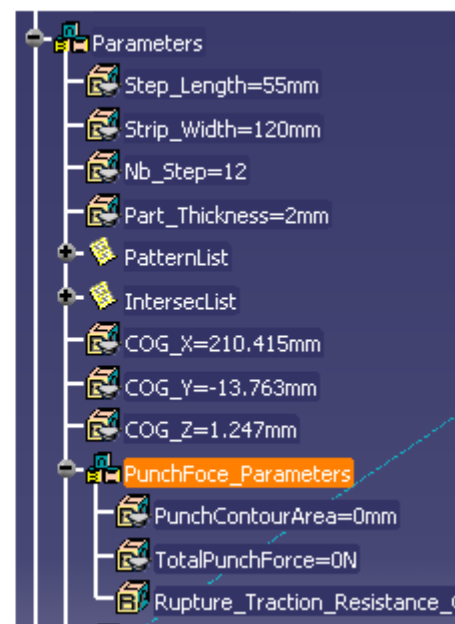 Parameters
Step_Length=55mm
Strip_Width=120mm
Nb_Step=12
Part_Thickness=2mm
PatternList
IntersecList
COG_X=210.415mm
COG_Y=-13.763mm
COG_Z=1.247mm
PunchFoce_Parameters
PunchContourArea=0mm
TotalPunchForce=0N
Rupture_Traction_Resistance_